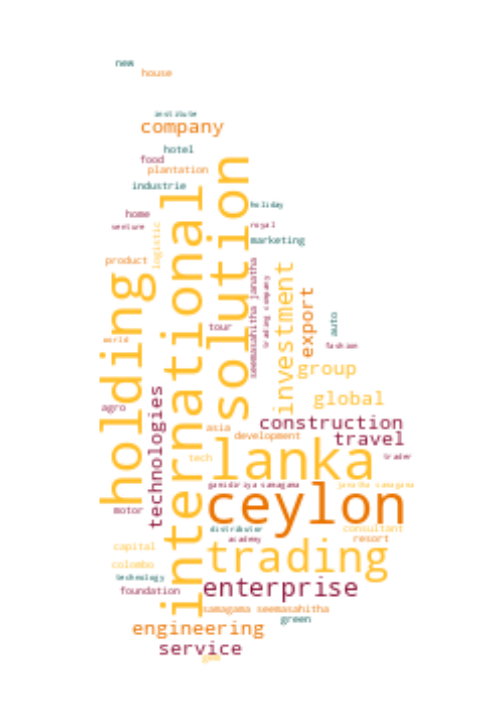 new
house
institute
company
hotel
food
plantation
industrie
holiday
home
venture
royal
logistic
marketing
product
solution
international
holding
seemasahitha janatha
trading company
investment
export
auto
tour
world
fashion
group
global
agro
technologies
construction
asia
development
travel
lanka
tech
trader
gamidiriya samagama
janatha samagama
ceylon
motor
distributor
consultant
academy
resort
capital
trading
colombo
technology
enterprise
foundation
samagama seemasahitha
green
engineering
service
gem